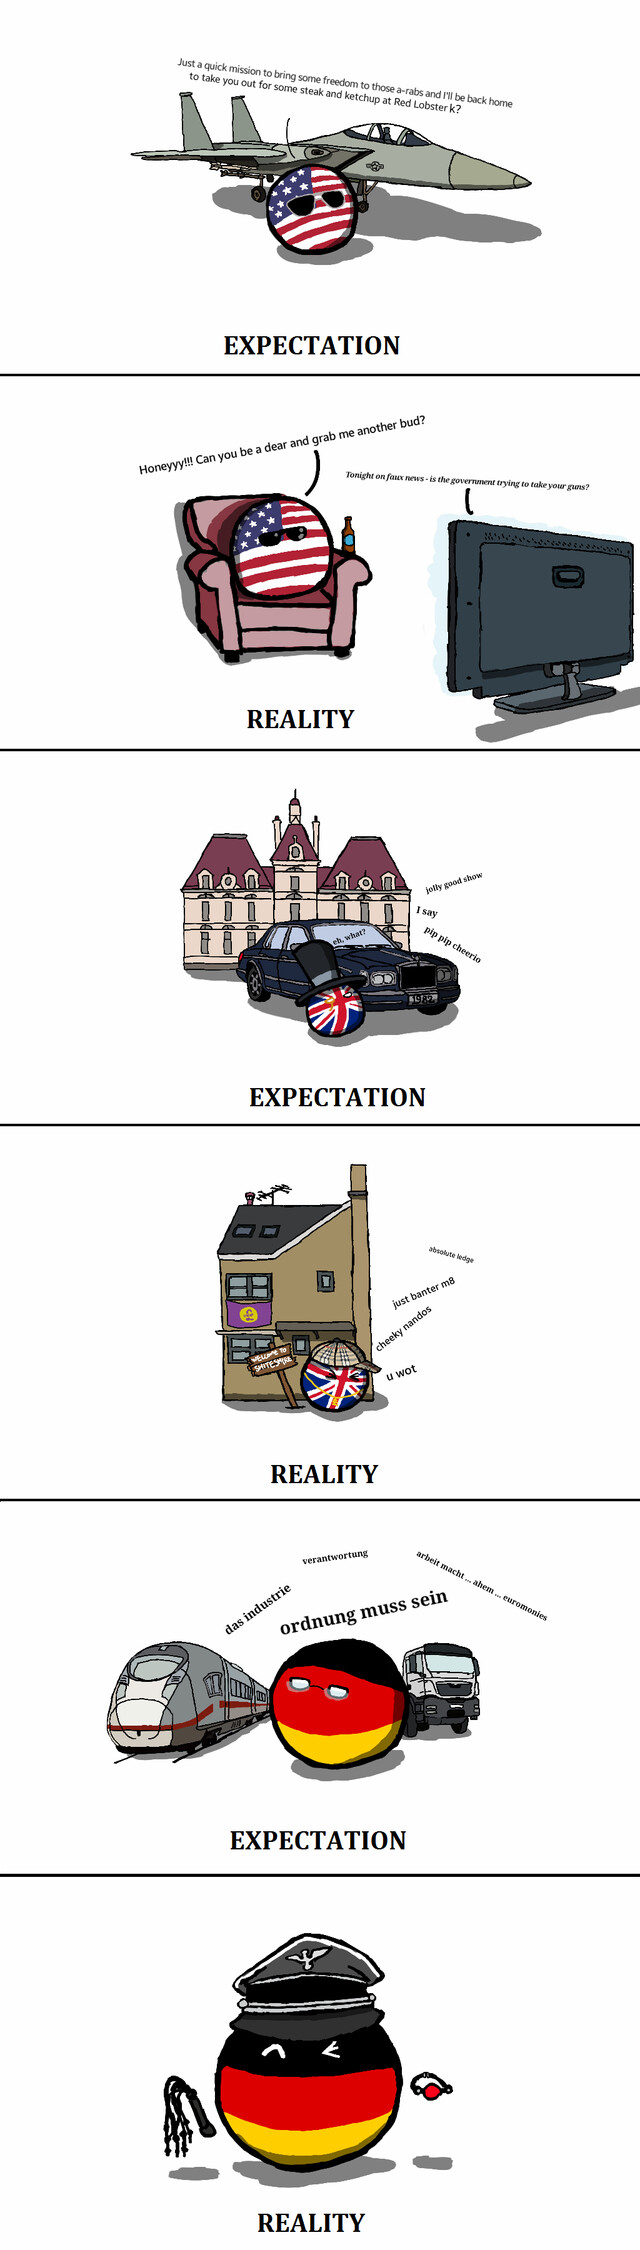 Just a quick mission to bring some freedom to those a-rabs and I'll be back home
to take you out for some steak and ketchup at Red Lobster k?
EXPECTATION
Honeyyy!!! Can you be a dear and grab me another bud?
Tonight on faux news - is the government trying to take your guns?
REALITY
jolly good show
I say
pip pip cheerio
eh, what?
1982
EXPECTATION
absolute ledge
just banter m8
cheeky nandos
u wot
WELCOME TO
SHITESHIRE
REALITY
verantwortung
arbeit macht ... ahem ... euromonies
das industrie
ordnung muss sein
EXPECTATION
REALITY